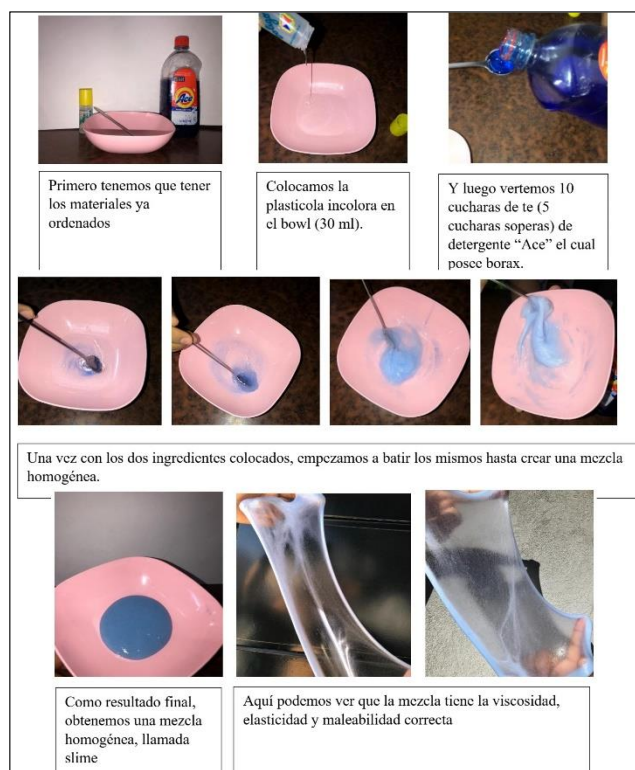 Ace
Primero tenemos que tener
los materiales ya
ordenados
Colocamos la
plasticola incolora en
el bowl (30 ml).
Y luego vertemos 10
cucharas de te (5
cucharas soperas) de
detergente “Ace” el cual
posee borax.
Una vez con los dos ingredientes colocados, empezamos a batir los mismos hasta crear una mezcla
homogénea.
Como resultado final,
obtenemos una mezcla
homogénea, llamada
slime
Aquí podemos ver que la mezcla tiene la viscosidad,
elasticidad y maleabilidad correcta